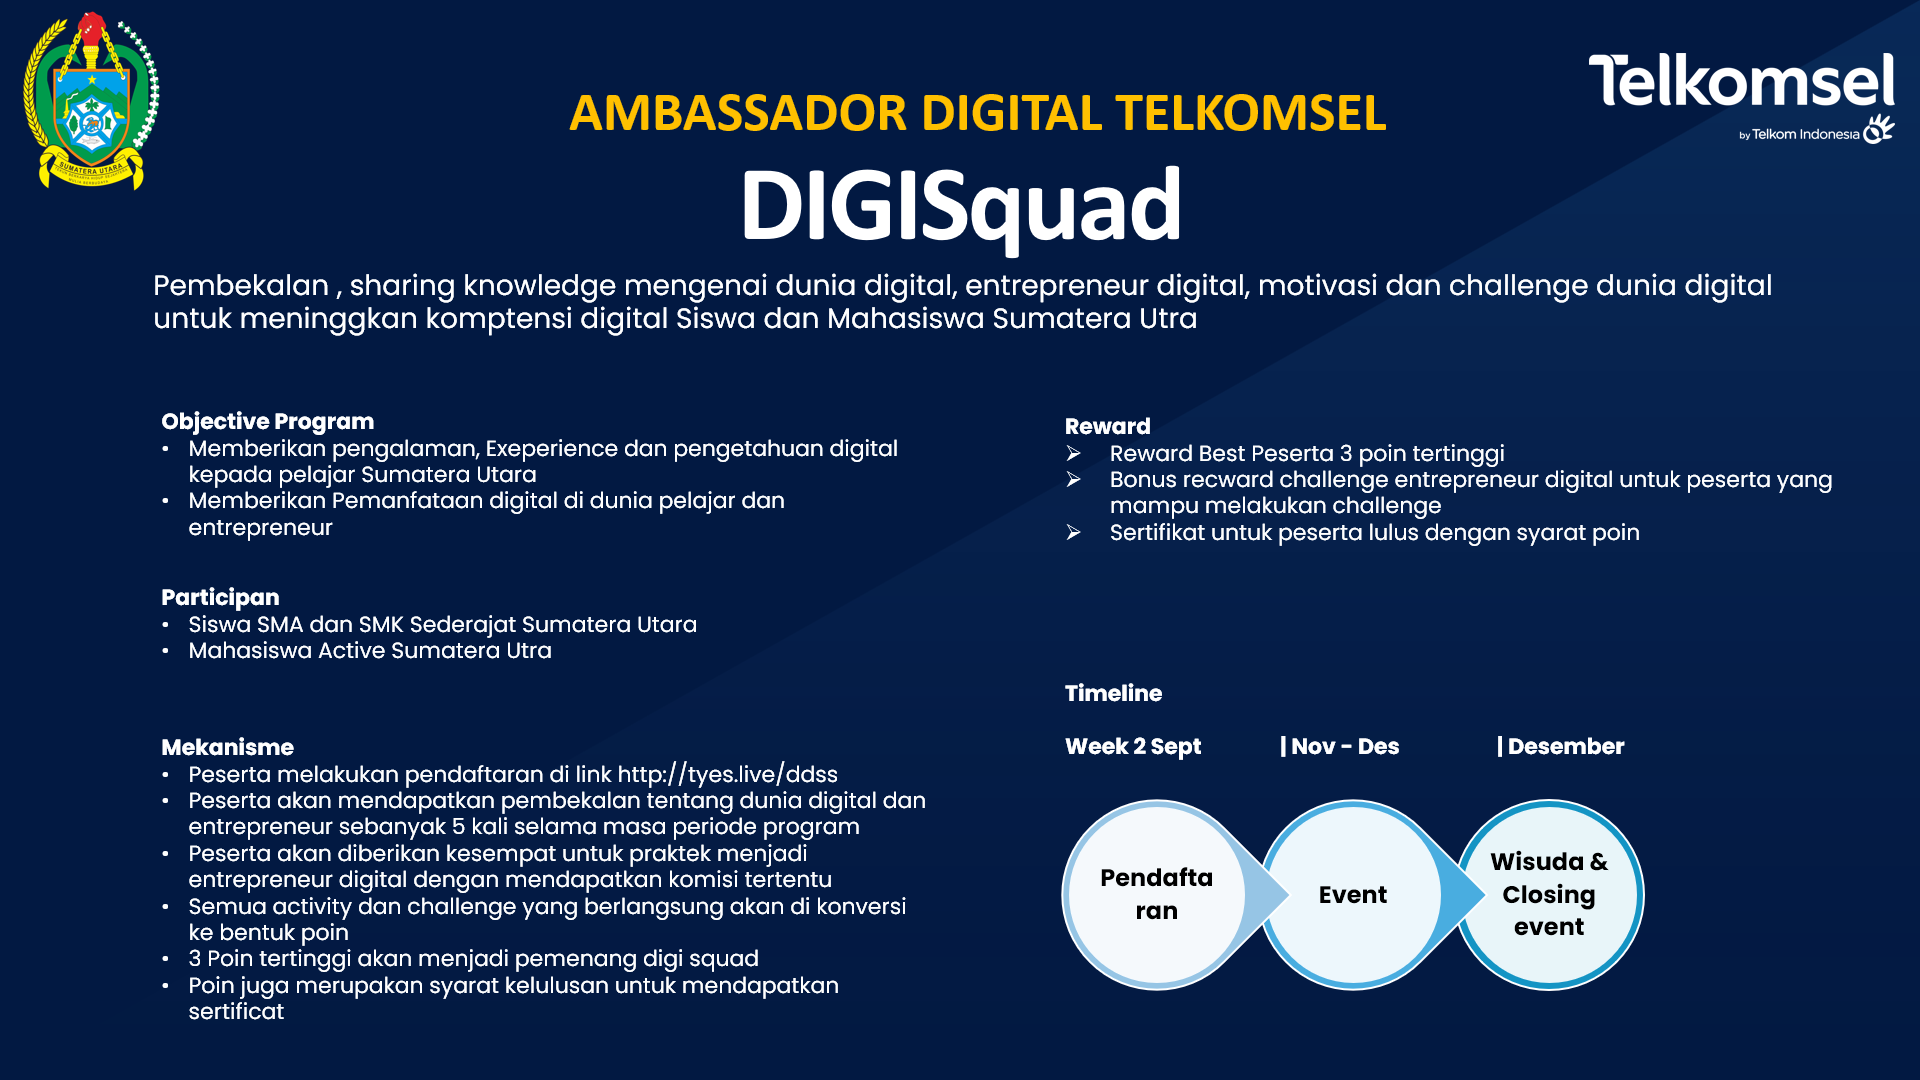 SUMATERA UTARA
Telkomsel
by Telkom Indonesia
AMBASSADOR DIGITAL TELKOMSEL
DIGISquad
Pembekalan , sharing knowledge mengenai dunia digital, entrepreneur digital, motivasi dan challenge dunia digital
untuk meninggkan komptensi digital Siswa dan Mahasiswa Sumatera Utra
Objective Program
• Memberikan pengalaman, Exeperience dan pengetahuan digital
kepada pelajar Sumatera Utara
• Memberikan Pemanfataan digital di dunia pelajar dan
entrepreneur
Participan
• Siswa SMA dan SMK Sederajat Sumatera Utara
• Mahasiswa Active Sumatera Utra
Mekanisme
• Peserta melakukan pendaftaran di link http://tyes.live/ddss
• Peserta akan mendapatkan pembekalan tentang dunia digital dan
entrepreneur sebanyak 5 kali selama masa periode program
• Peserta akan diberikan kesempat untuk praktek menjadi
entrepreneur digital dengan mendapatkan komisi tertentu
• Semua activity dan challenge yang berlangsung akan di konversi
ke bentuk poin
• 3 Poin tertinggi akan menjadi pemenang digi squad
• Poin juga merupakan syarat kelulusan untuk mendapatkan
sertificat
Reward
➢ Reward Best Peserta 3 poin tertinggi
➢ Bonus recward challenge entrepreneur digital untuk peserta yang
mampu melakukan challenge
➢ Sertifikat untuk peserta lulus dengan syarat poin
Timeline
Week 2 Sept | Nov – Des | Desember
Pendafta
ran
Event
Wisuda &
Closing
event